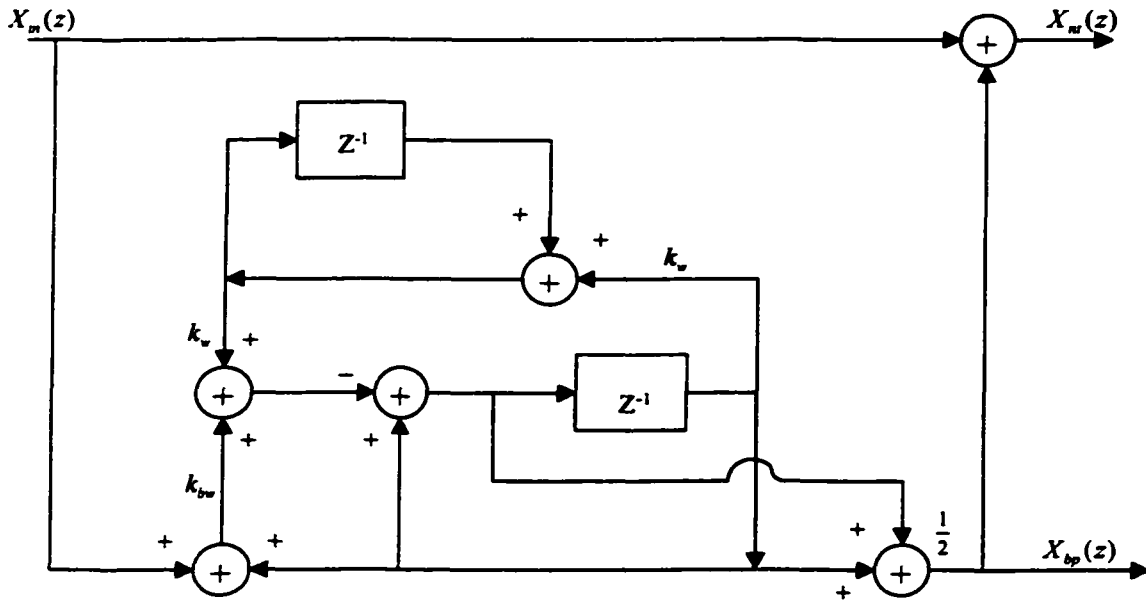 X_in(z)
X_nt(z)
+
Z⁻¹
+
+
+
k_w
k_w
+
−
+
+
Z⁻¹
+
+
k_bw
+
+
+
1/2
X_bp(z)
+
+
+